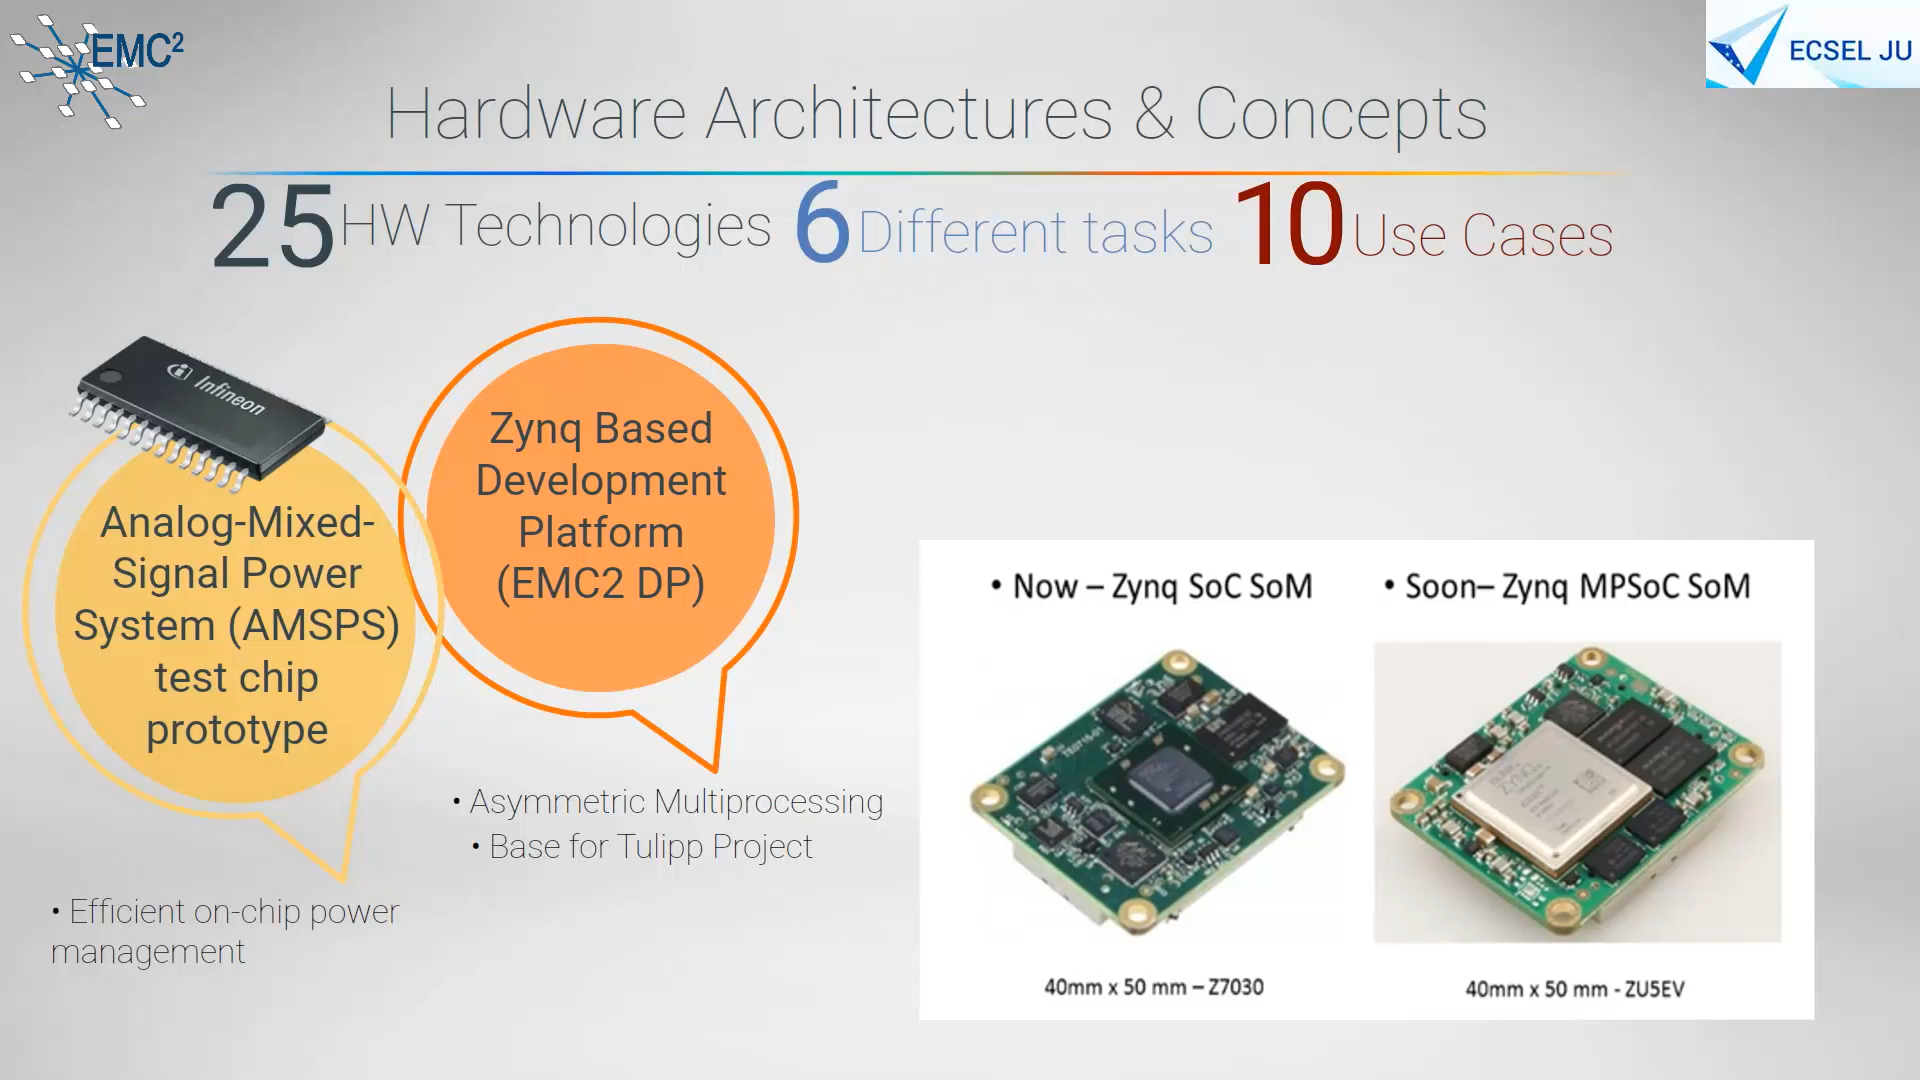 EMC²
ECSEL JU
Hardware Architectures & Concepts
25 HW Technologies 6 Different tasks 10 Use Cases
Infineon
Analog-Mixed-
Signal Power
System (AMSPS)
test chip
prototype
• Efficient on-chip power
management
Zynq Based
Development
Platform
(EMC2 DP)
• Asymmetric Multiprocessing
• Base for Tulipp Project
• Now – Zynq SoC SoM
40mm x 50 mm – Z7030
• Soon– Zynq MPSoC SoM
ZYNQ
40mm x 50 mm - ZU5EV